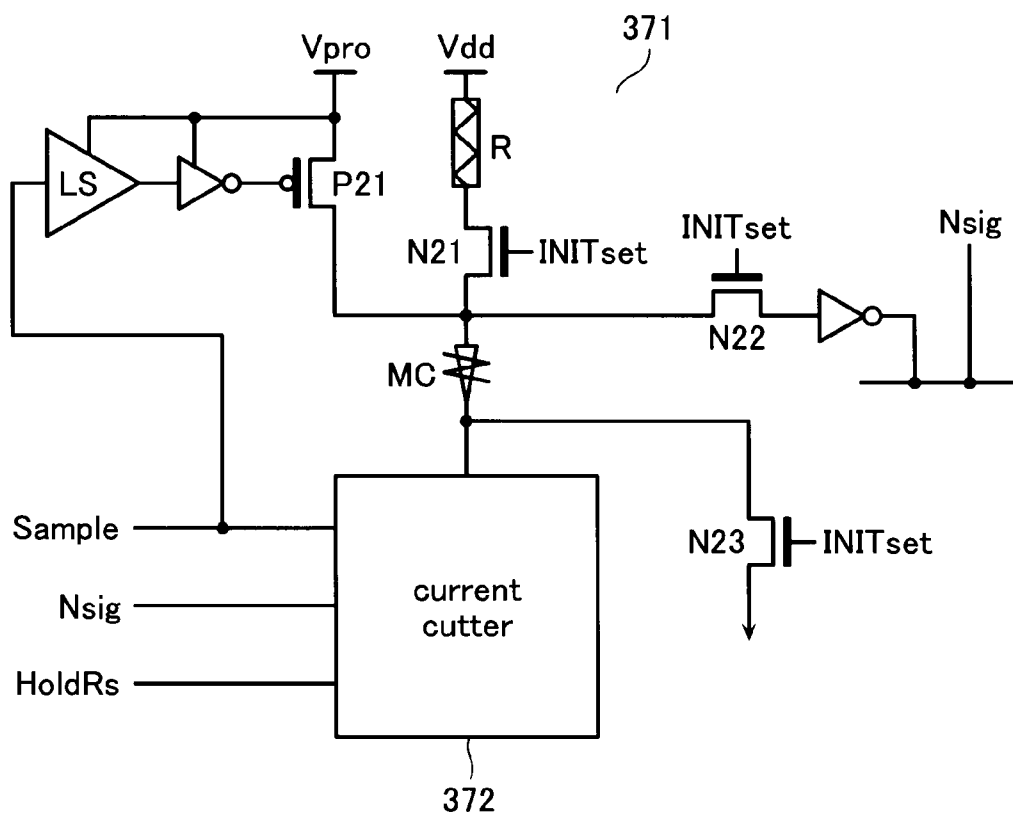 371
Vpro
Vdd
LS
P21
R
N21
INITset
INITset
N22
Nsig
MC
Sample
Nsig
HoldRs
current
cutter
N23
INITset
372